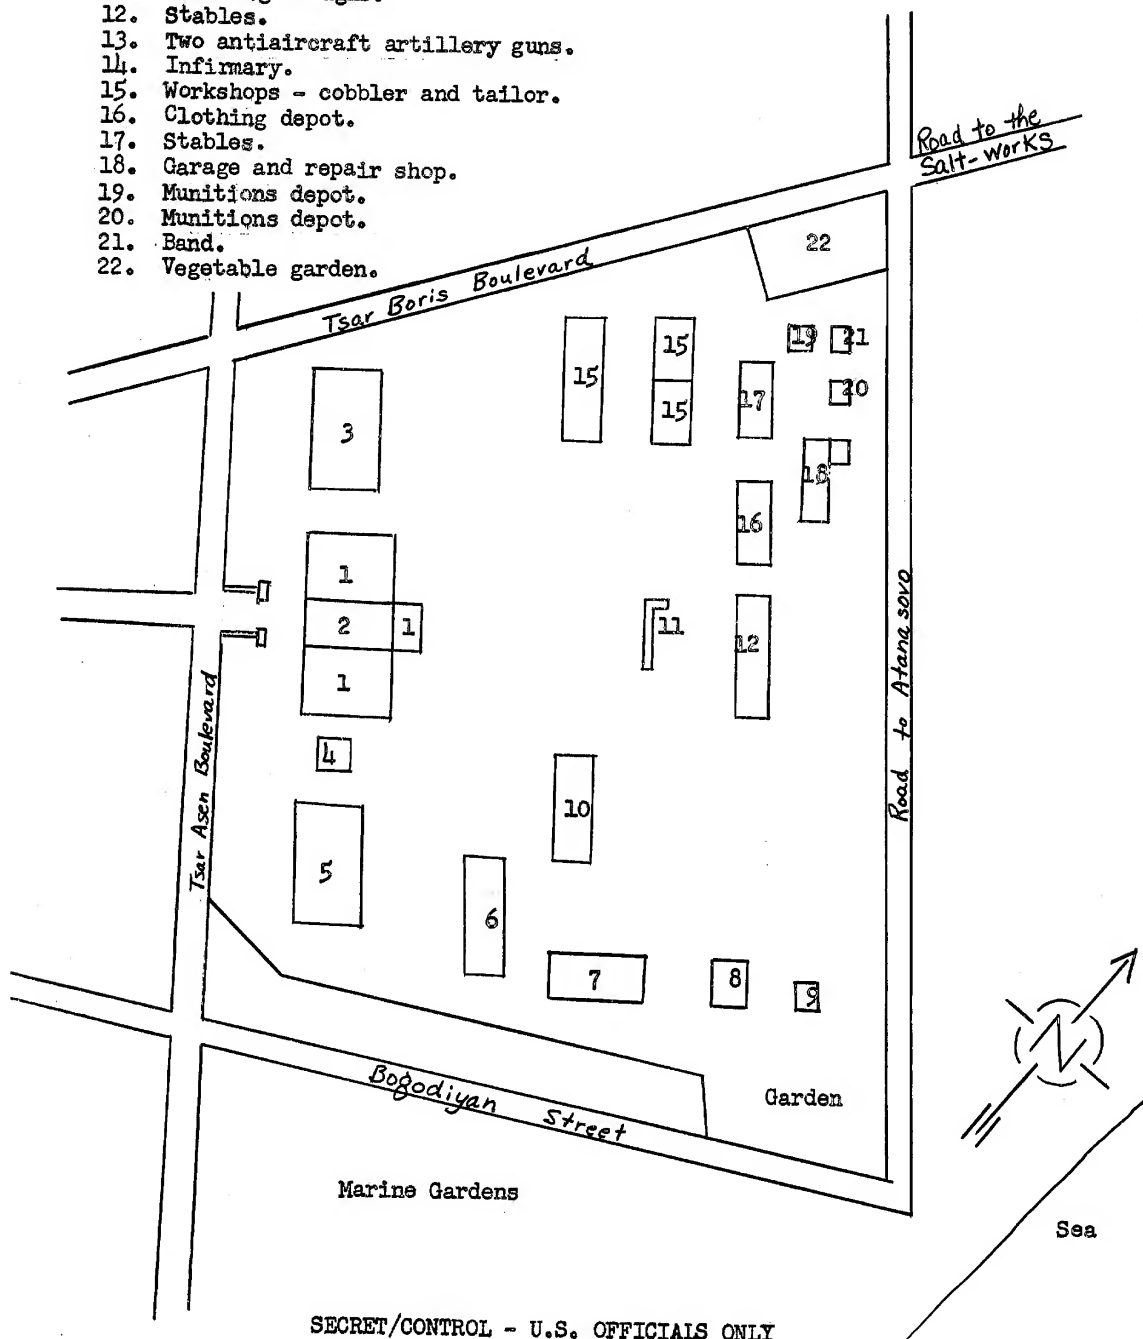 12. Stables.
13. Two antiaircraft artillery guns.
14. Infirmary.
15. Workshops - cobbler and tailor.
16. Clothing depot.
17. Stables.
18. Garage and repair shop.
19. Munitions depot.
20. Munitions depot.
21. Band.
22. Vegetable garden.
Road to the
Salt-works
22
Tsar Boris Boulevard
19
21
15
15
20
17
15
3
18
16
1
11
2
1
12
1
Road to Atanasovo
Tsar Asen Boulevard
4
10
5
6
7
8
9
N
Bogodiyan Street
Garden
Marine Gardens
Sea
SECRET/CONTROL - U.S. OFFICIALS ONLY